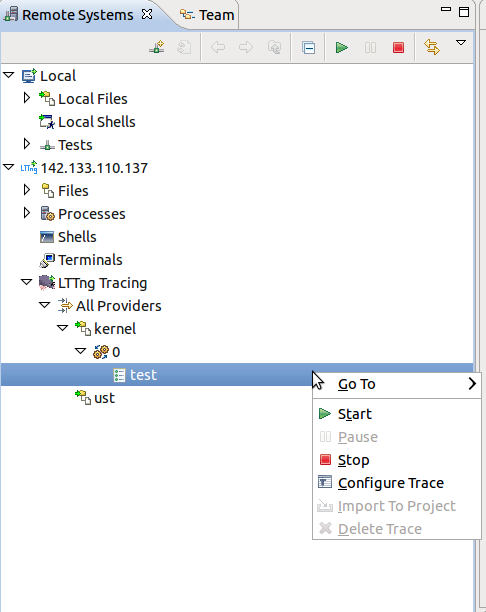 Remote Systems Team
Local
Local Files
Local Shells
Tests
LTTng 142.133.110.137
Files
Processes
Shells
Terminals
LTTng Tracing
All Providers
kernel
0
test
ust
Go To
Start
Pause
Stop
Configure Trace
Import To Project
Delete Trace